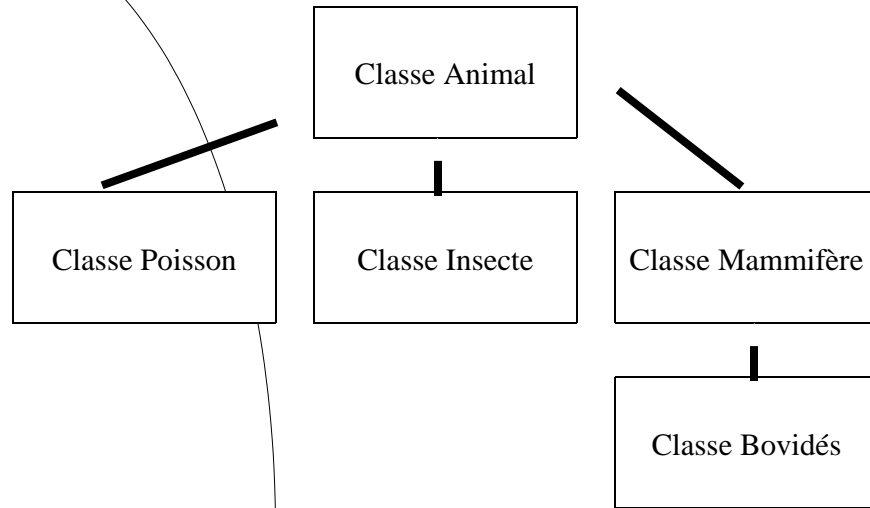 Classe Animal
Classe Poisson
Classe Insecte
Classe Mammifère
Classe Bovidés